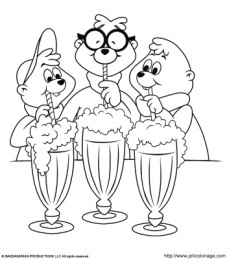 © BAGDASARIAN PRODUCTIONS LLC All rights reserved.
http://www.jolicoloriage.com/